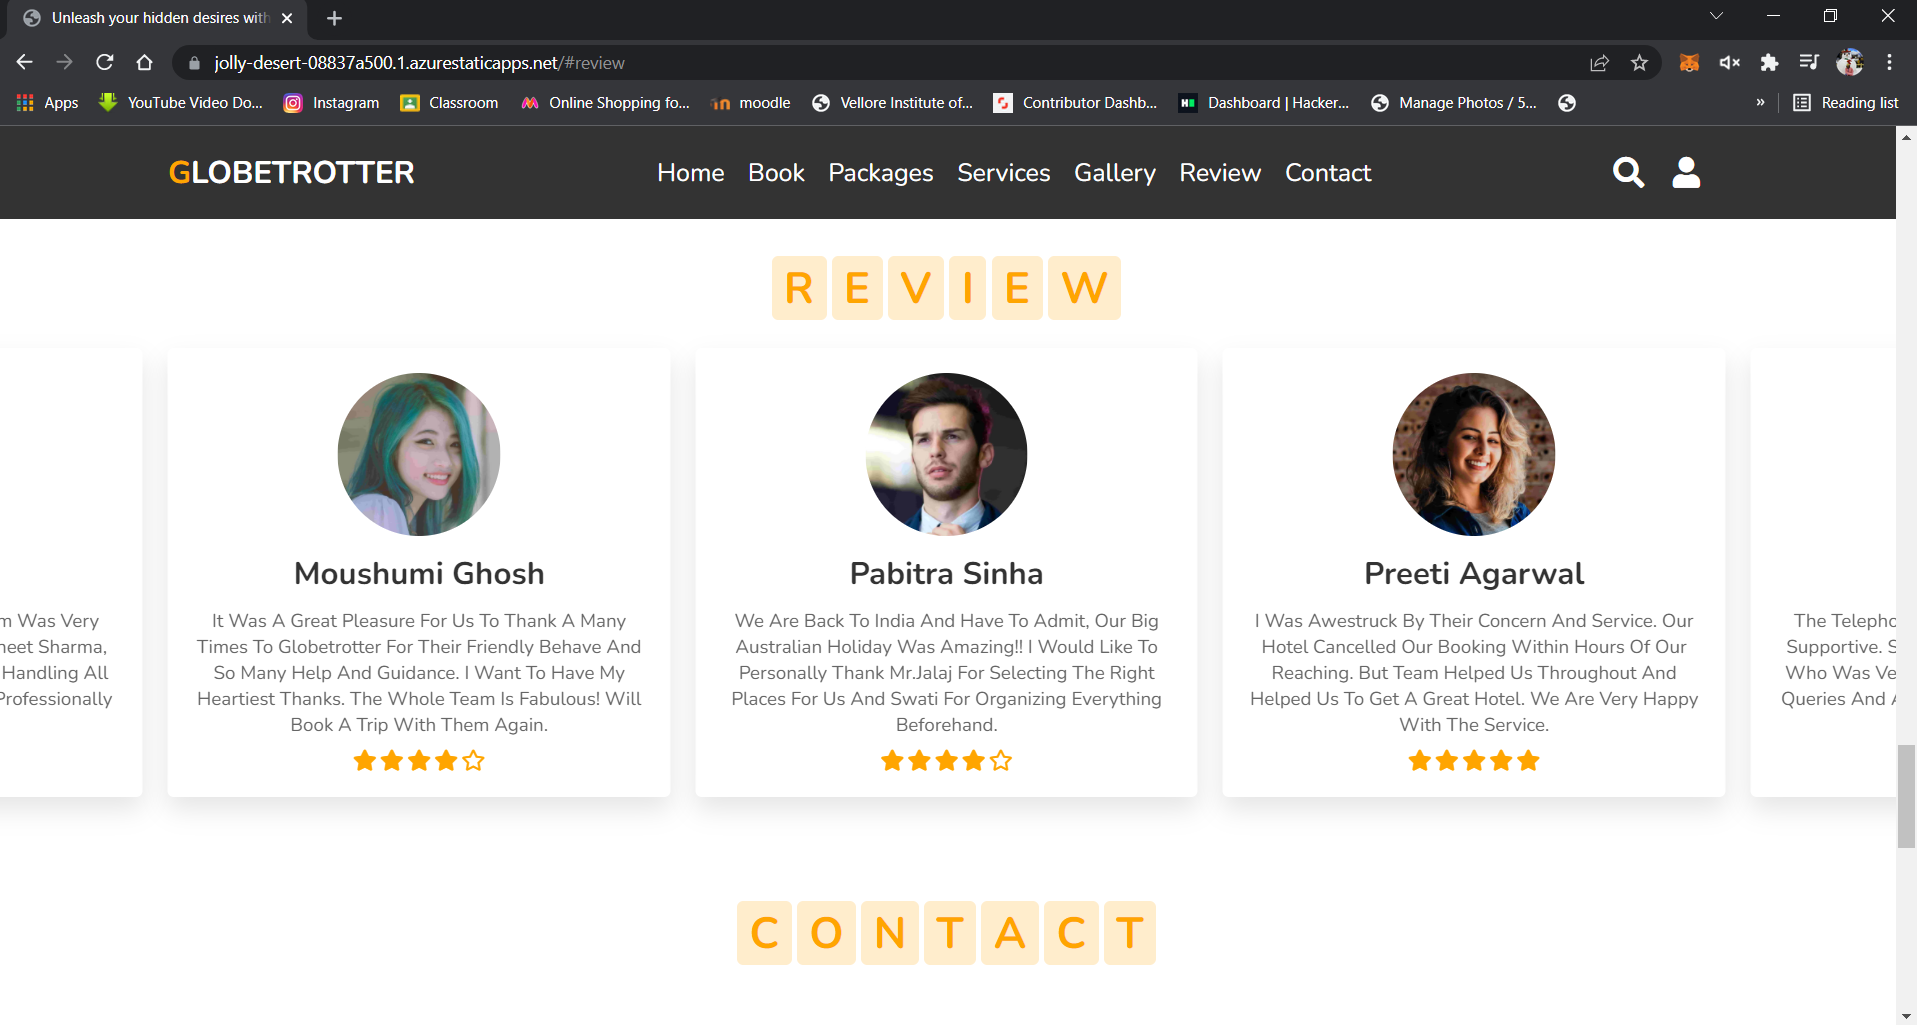 Unleash your hidden desires with
jolly-desert-08837a500.1.azurestaticapps.net/#review
Apps YouTube Video Do... Instagram Classroom Online Shopping fo... moodle Vellore Institute of... Contributor Dashb... Dashboard | Hacker... Manage Photos / 5... » Reading list
GLOBETROTTER Home Book Packages Services Gallery Review Contact
REVIEW
m Was Very
neet Sharma,
Handling All
Professionally
Moushumi Ghosh
It Was A Great Pleasure For Us To Thank A Many
Times To Globetrotter For Their Friendly Behave And
So Many Help And Guidance. I Want To Have My
Heartiest Thanks. The Whole Team Is Fabulous! Will
Book A Trip With Them Again.
Pabitra Sinha
We Are Back To India And Have To Admit, Our Big
Australian Holiday Was Amazing!! I Would Like To
Personally Thank Mr.Jalaj For Selecting The Right
Places For Us And Swati For Organizing Everything
Beforehand.
Preeti Agarwal
I Was Awestruck By Their Concern And Service. Our
Hotel Cancelled Our Booking Within Hours Of Our
Reaching. But Team Helped Us Throughout And
Helped Us To Get A Great Hotel. We Are Very Happy
With The Service.
The Telepho
Supportive. S
Who Was Ve
Queries And A
CONTACT